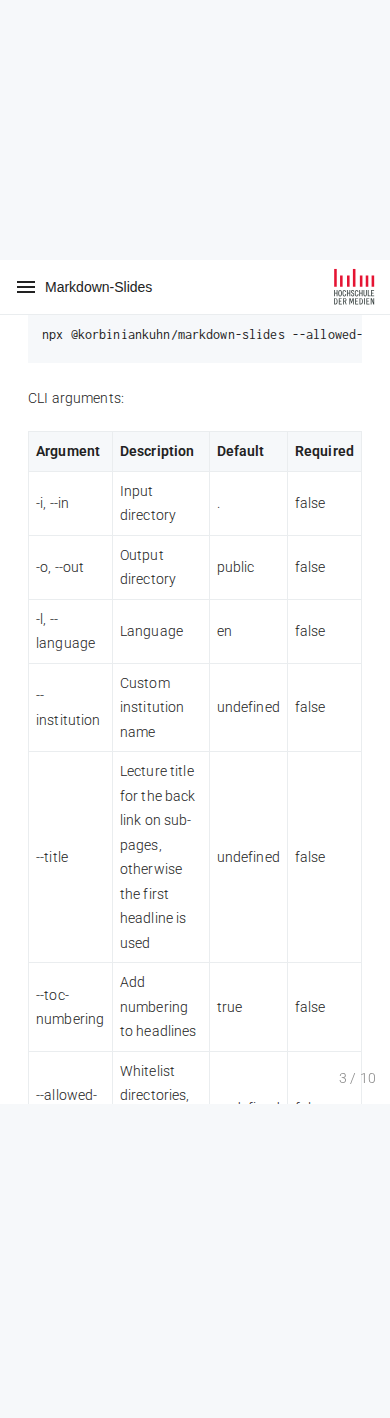 Markdown-Slides
HOCHSCHULE
DER MEDIEN
npx @korbiniankuhn/markdown-slides --allowed-
CLI arguments:
Argument Description Default Required
-i, --in Input directory . false
-o, --out Output directory public false
-l, --language Language en false
--institution Custom institution name undefined false
--title Lecture title for the back link on sub-pages, otherwise the first headline is used undefined false
--toc-numbering Add numbering to headlines true false
--allowed- Whitelist directories,
3 / 10